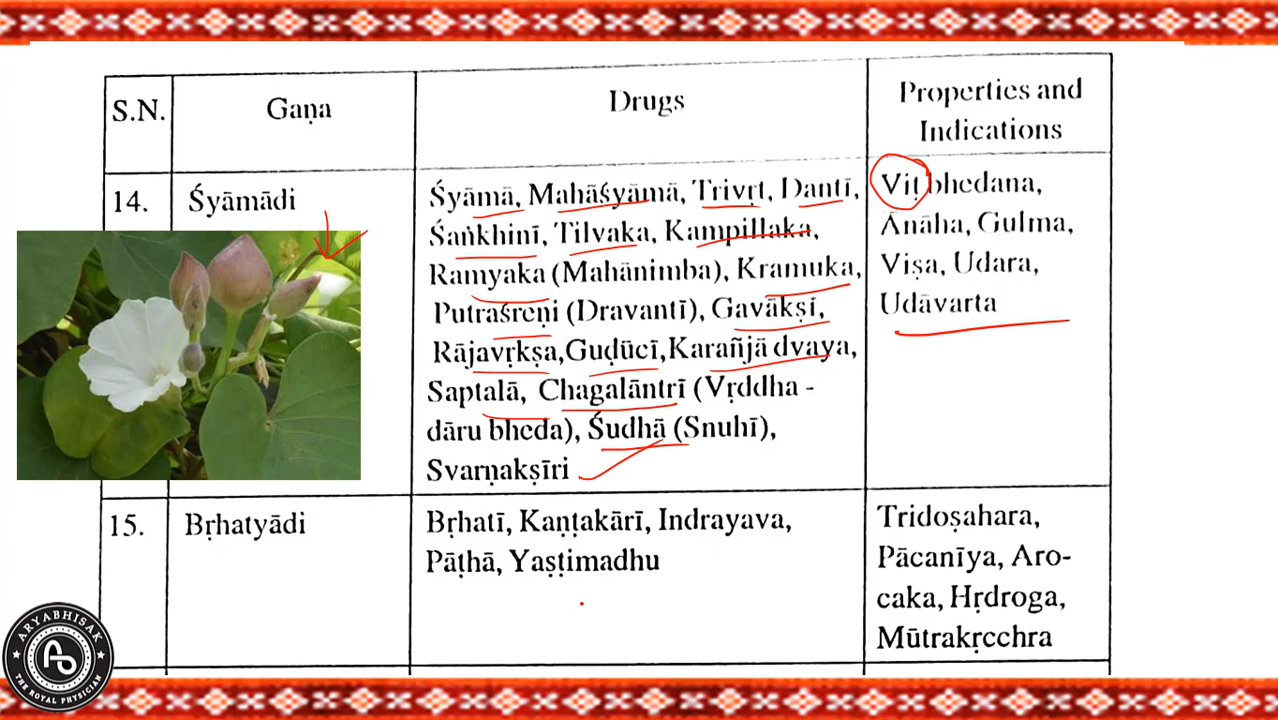 S.N.
Gaṇa
Drugs
Properties and
Indications
14.
Śyāmādi
Śyāmā, Mahāśyāmā, Trivṛt, Dantī,
Śaṅkhinī, Tilvaka, Kampillaka,
Ramyaka (Mahānimba), Kramuka,
Putraśreṇi (Dravantī), Gavākṣī,
Rājavṛkṣa, Guḍūcī, Karañjā dvaya,
Saptalā, Chagalāntrī (Vṛddha -
dāru bheda), Śudhā (Snuhī),
Svarṇakṣīri
Viṭ bhedana,
Ānāha, Gulma,
Viṣa, Udara,
Udāvarta
15.
Bṛhatyādi
Bṛhatī, Kaṇṭakārī, Indrayava,
Pāṭhā, Yaṣṭimadhu
Tridoṣahara,
Pācanīya, Aro-
caka, Hṛdroga,
Mūtrakṛcchra
ARYABHISAK
THE ROYAL PHYSICIAN